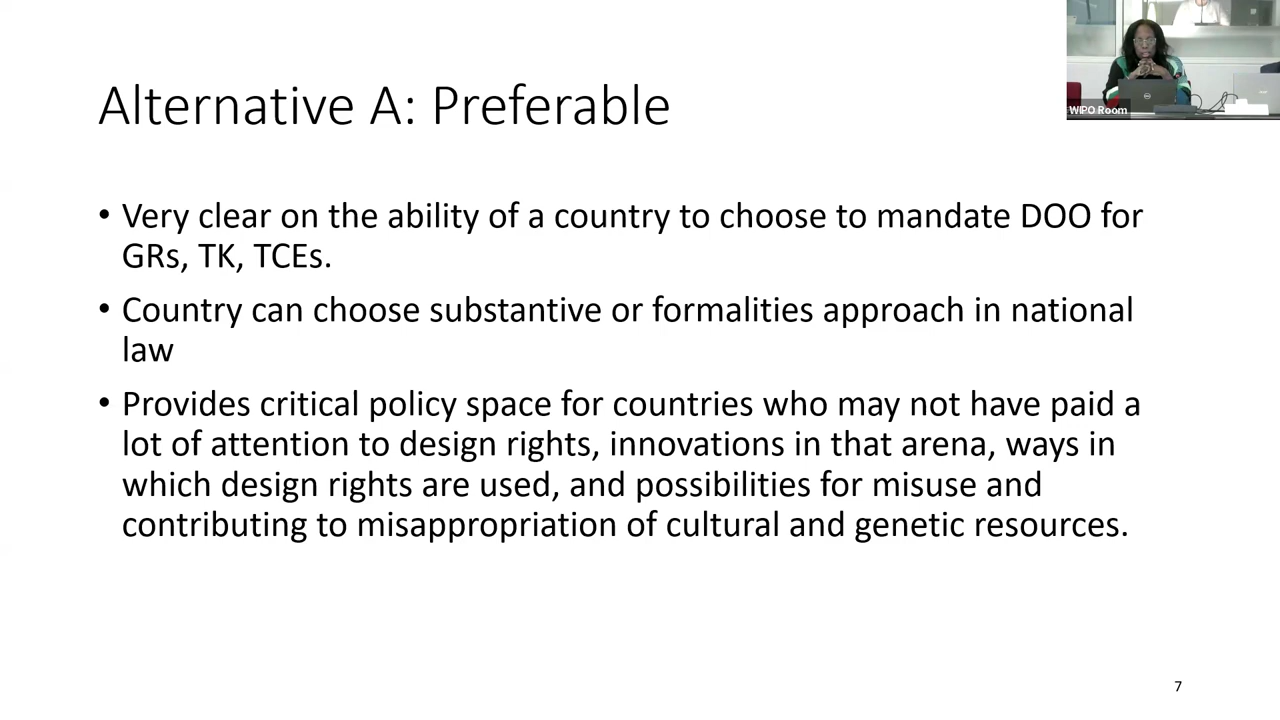 WIPO Room
Alternative A: Preferable
• Very clear on the ability of a country to choose to mandate DOO for
GRs, TK, TCEs.
• Country can choose substantive or formalities approach in national
law
• Provides critical policy space for countries who may not have paid a
lot of attention to design rights, innovations in that arena, ways in
which design rights are used, and possibilities for misuse and
contributing to misappropriation of cultural and genetic resources.
7